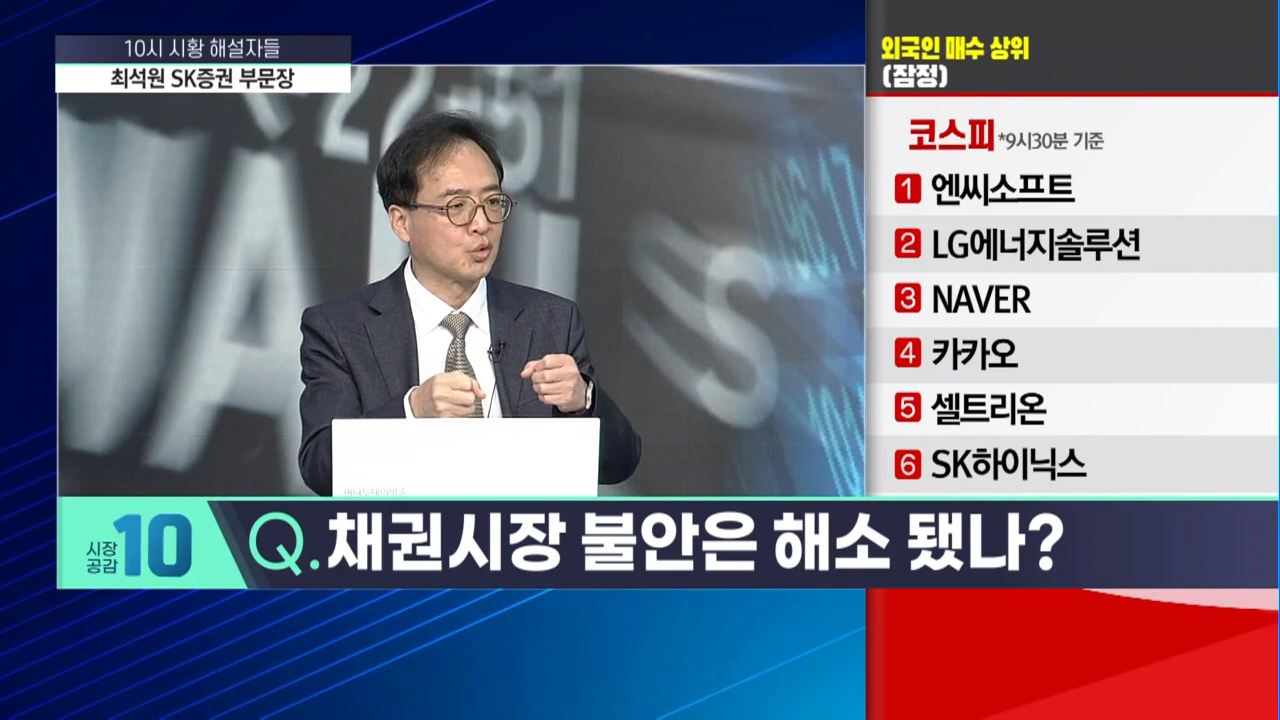 10시 시황 해설자들
최석원 SK증권 부문장
외국인 매수 상위
(잠정)
코스피 *9시30분 기준
1 엔씨소프트
2 LG에너지솔루션
3 NAVER
4 카카오
5 셀트리온
6 SK하이닉스
시장
공감
10
Q.채권시장 불안은 해소 됐나?